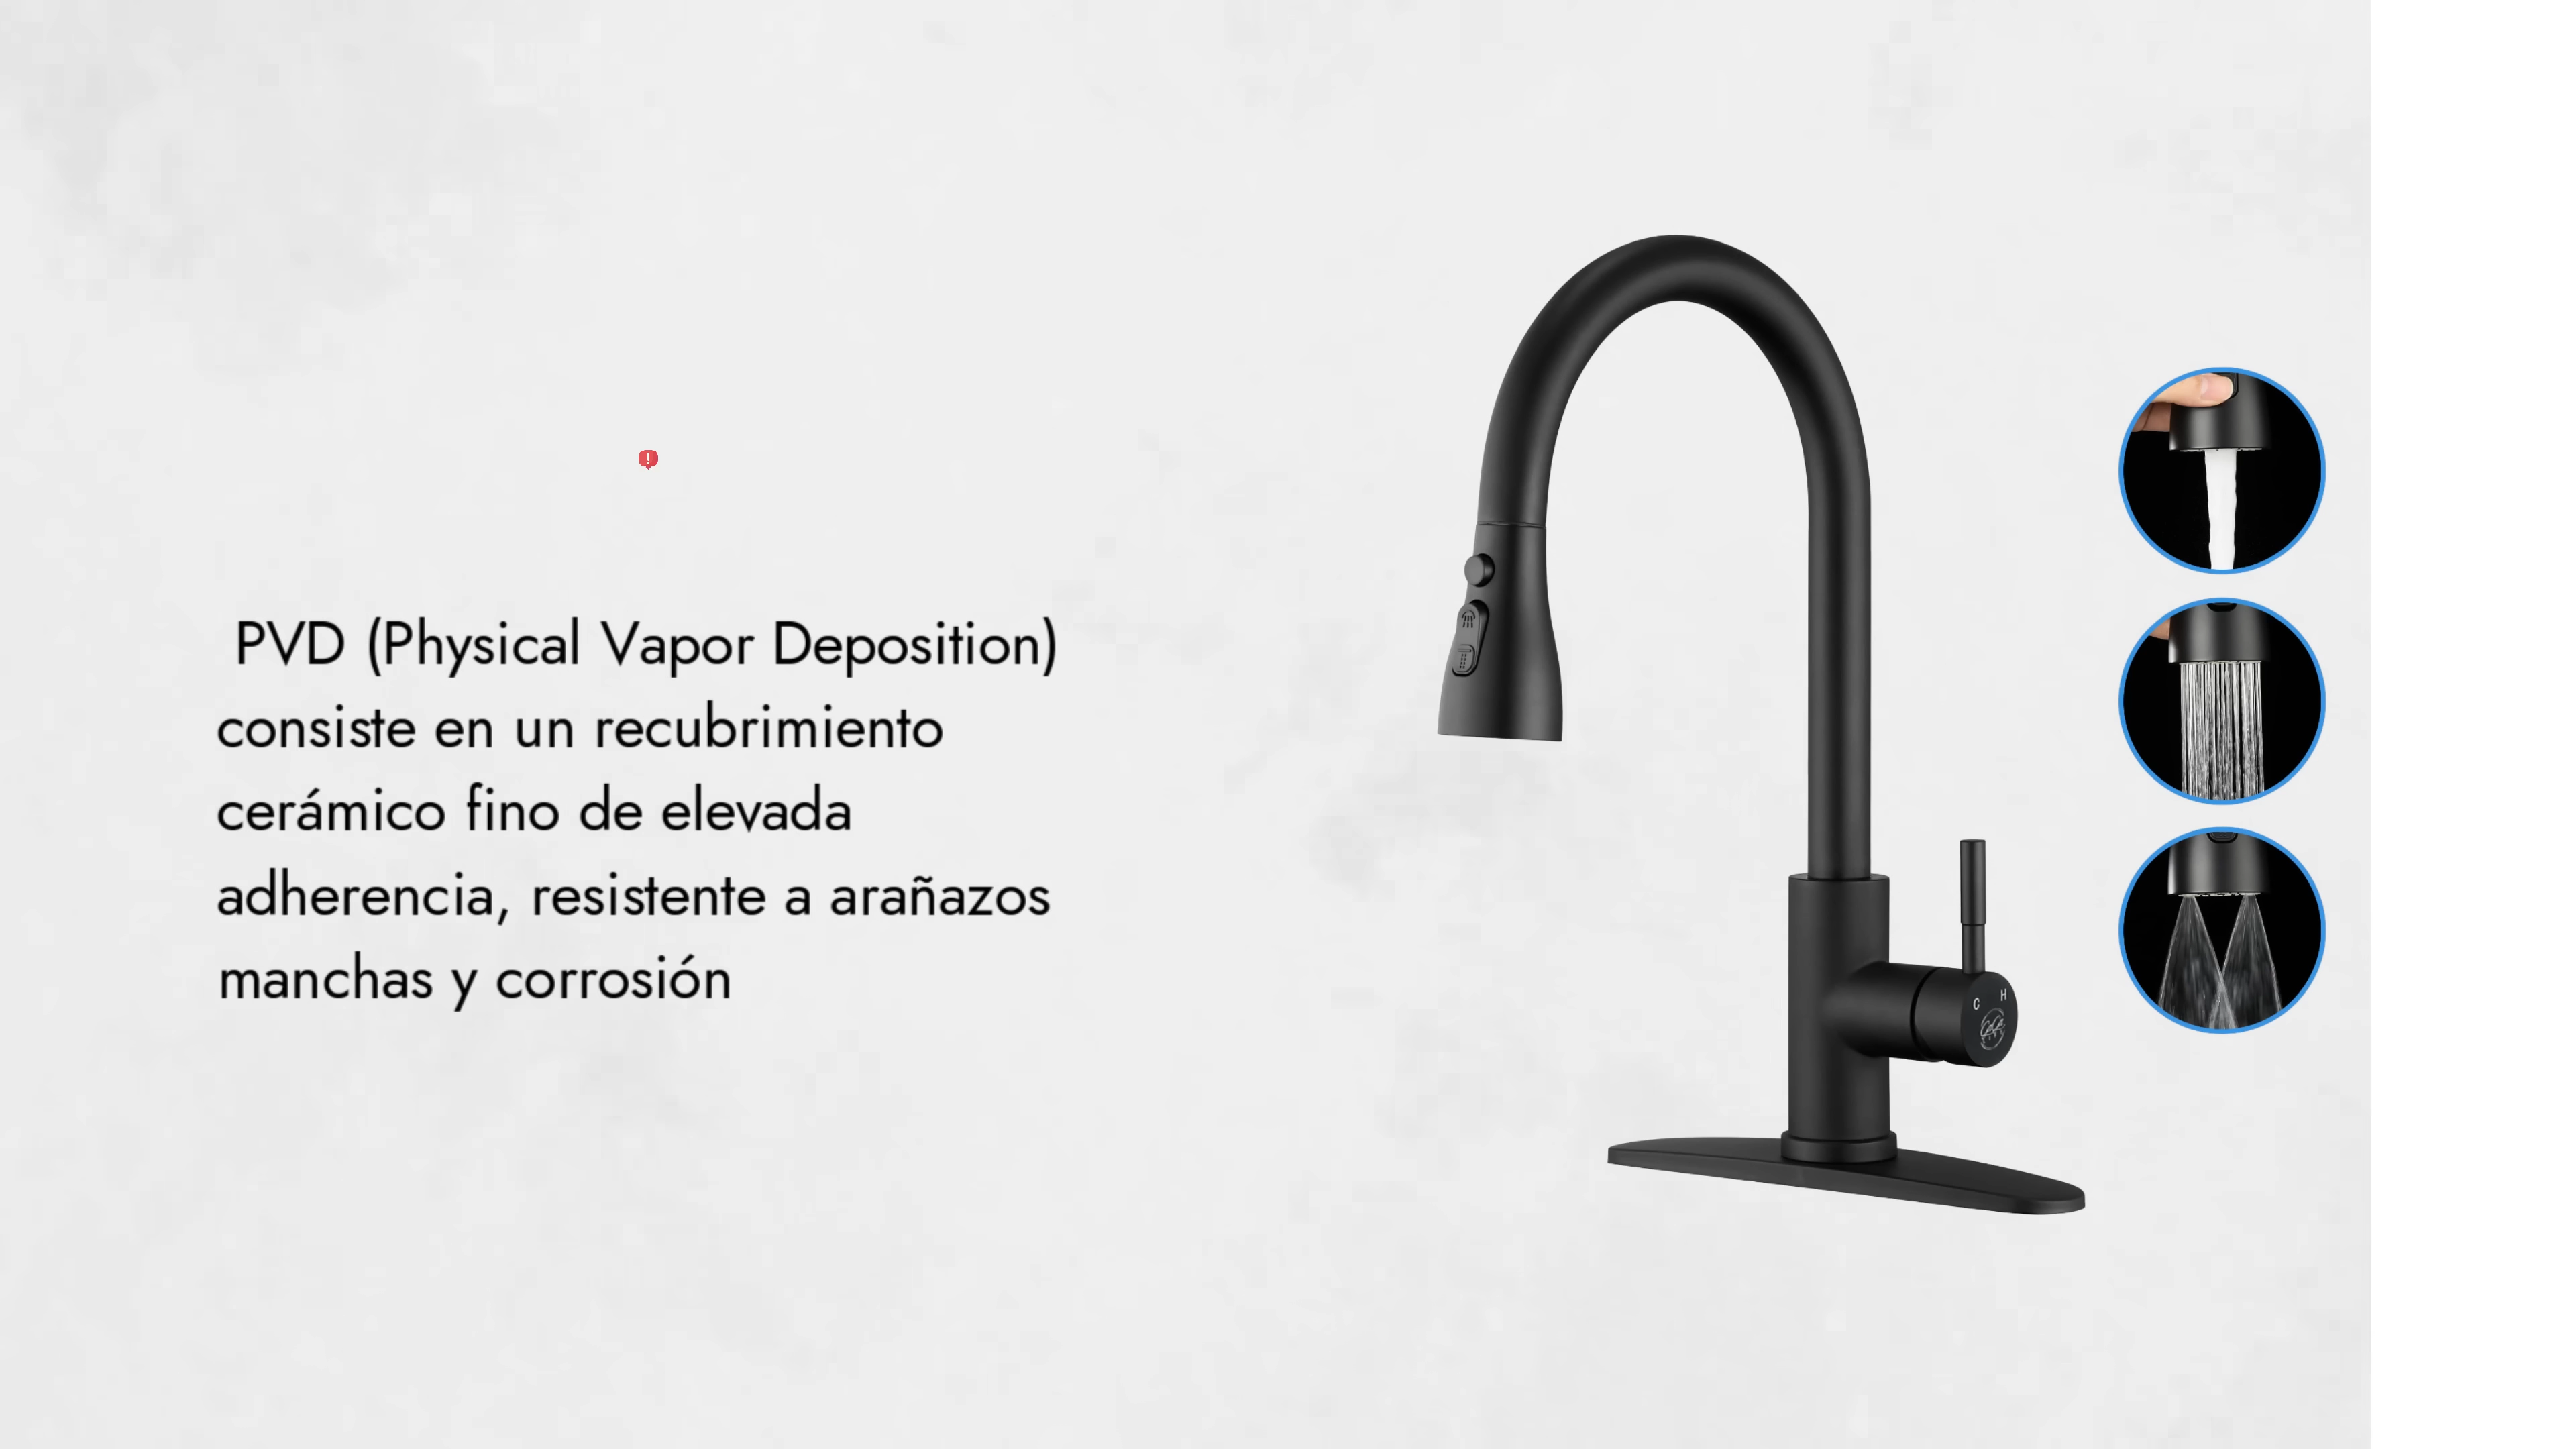 PVD (Physical Vapor Deposition)
consiste en un recubrimiento
cerámico fino de elevada
adherencia, resistente a arañazos
manchas y corrosión
C H